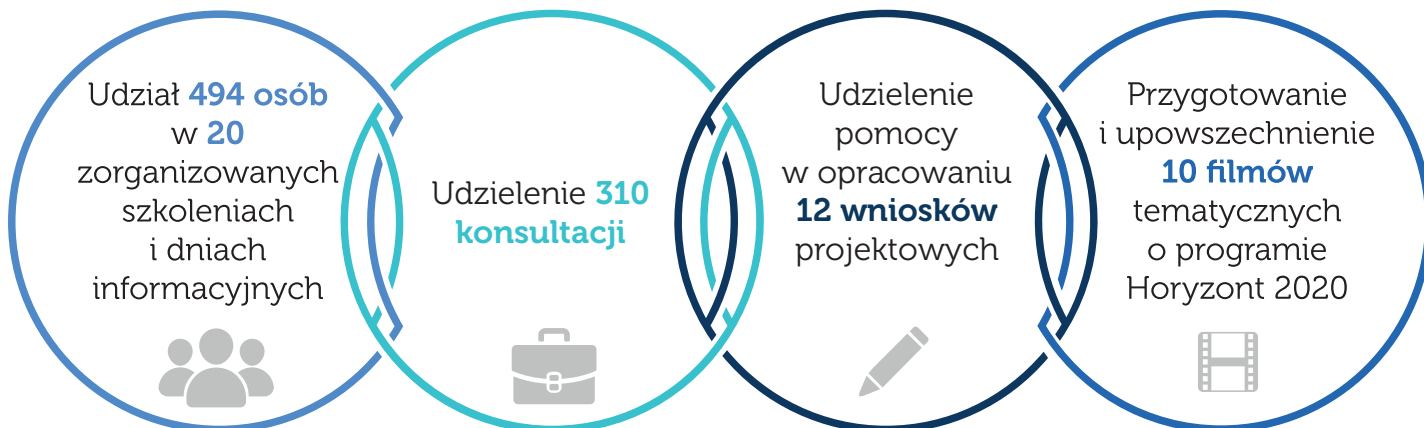 Udział 494 osób
w 20
zorganizowanych
szkoleniach
i dniach
informacyjnych
Udzielenie 310
konsultacji
Udzielenie
pomocy
w opracowaniu
12 wniosków
projektowych
Przygotowanie
i upowszechnienie
10 filmów
tematycznych
o programie
Horyzont 2020